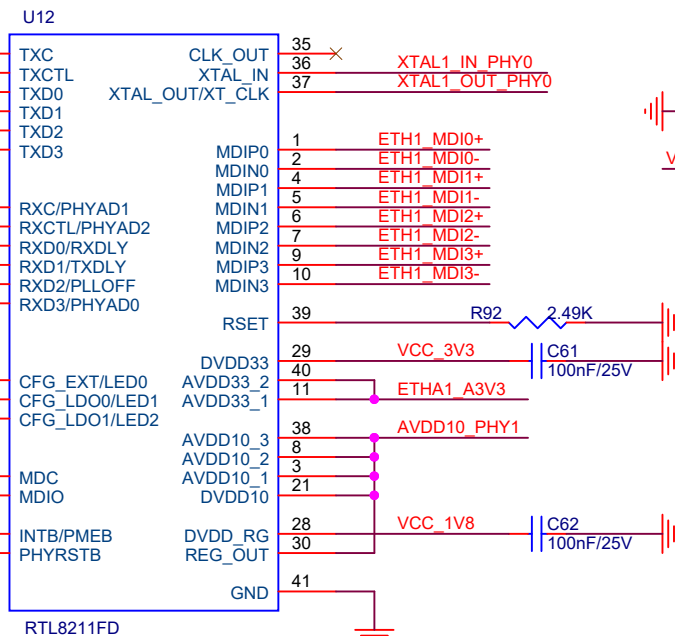 U12
TXC
TXCTL
TXD0
TXD1
TXD2
TXD3
RXC/PHYAD1
RXCTL/PHYAD2
RXD0/RXDLY
RXD1/TXDLY
RXD2/PLLOFF
RXD3/PHYAD0
CFG_EXT/LED0
CFG_LDO0/LED1
CFG_LDO1/LED2
MDC
MDIO
INTB/PMEB
PHYRSTB
CLK_OUT 35
XTAL_IN 36 XTAL1_IN_PHY0
XTAL_OUT/XT_CLK 37 XTAL1_OUT_PHY0
MDIP0 1 ETH1_MDI0+
MDIN0 2 ETH1_MDI0-
MDIP1 4 ETH1_MDI1+
MDIN1 5 ETH1_MDI1-
MDIP2 6 ETH1_MDI2+
MDIN2 7 ETH1_MDI2-
MDIP3 9 ETH1_MDI3+
MDIN3 10 ETH1_MDI3-
RSET 39 R92 2.49K
DVDD33 29 VCC_3V3 C61
100nF/25V
AVDD33_2 40
AVDD33_1 11 ETHA1_A3V3
AVDD10_3 38 AVDD10_PHY1
AVDD10_2 8
AVDD10_1 3
DVDD10 21
DVDD_RG 28 VCC_1V8 C62
100nF/25V
REG_OUT 30
GND 41
RTL8211FD